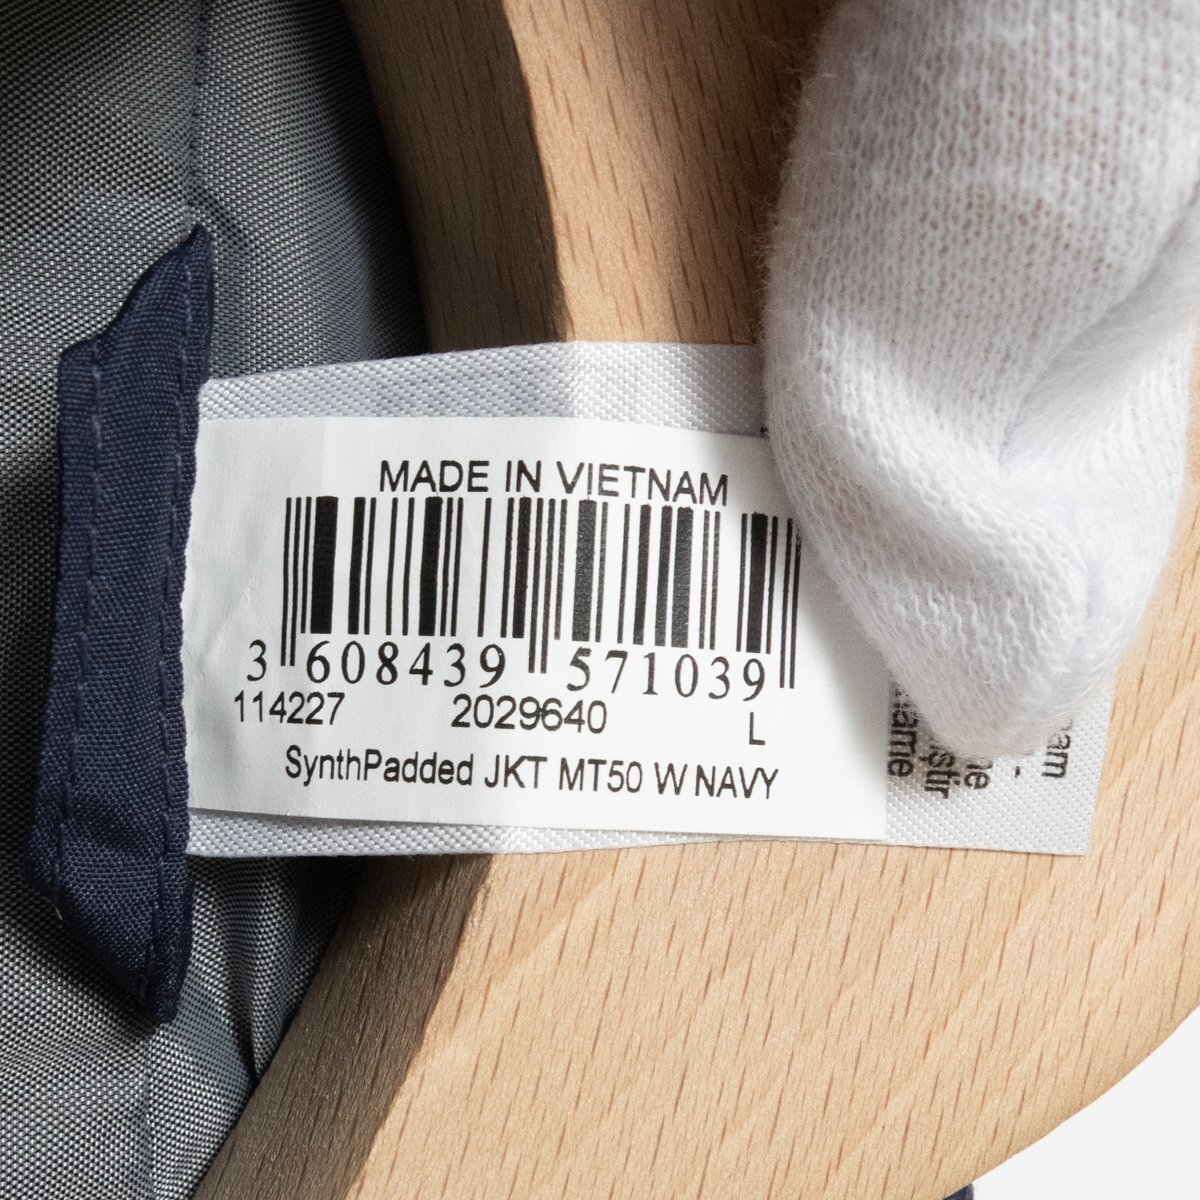 MADE IN VIETNAM
3 608439 571039
114227 2029640 L
SynthPadded JKT MT50 W NAVY